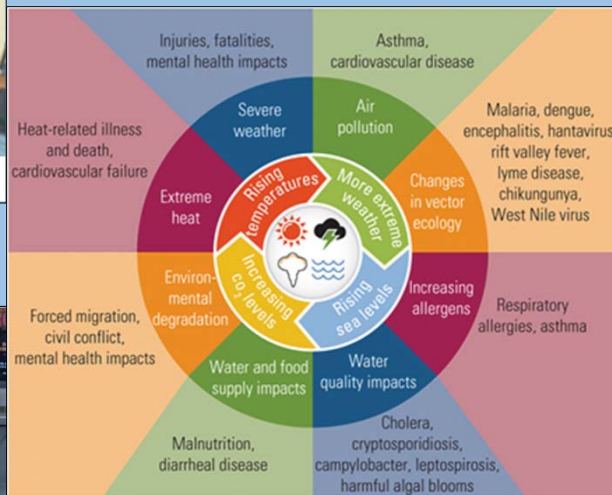 Injuries, fatalities,
mental health impacts
Asthma,
cardiovascular disease
Severe
weather
Air
pollution
Heat-related illness
and death,
cardiovascular failure
Malaria, dengue,
encephalitis, hantavirus
rift valley fever,
lyme disease,
chikungunya,
West Nile virus
Extreme
heat
Changes
in vector
ecology
Rising
temperatures
More extreme
weather
Increasing
co2 levels
Rising
sea levels
Environ-
mental
degradation
Increasing
allergens
Forced migration,
civil conflict,
mental health impacts
Respiratory
allergies, asthma
Water and food
supply impacts
Water
quality impacts
Malnutrition,
diarrheal disease
Cholera,
cryptosporidiosis,
campylobacter, leptospirosis,
harmful algal blooms